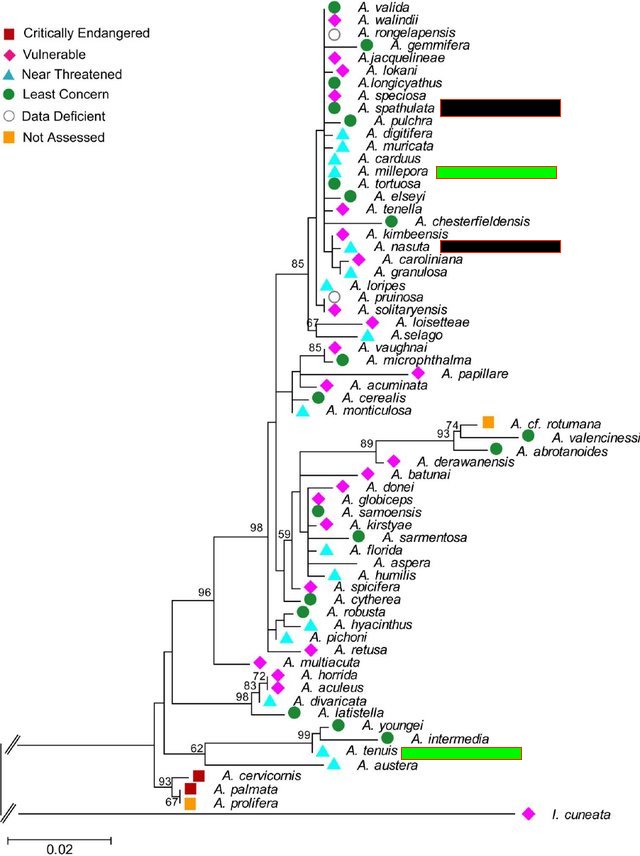 Critically Endangered
Vulnerable
Near Threatened
Least Concern
Data Deficient
Not Assessed
A. valida
A. walindii
A. rongelapensis
A. gemmifera
A.jacquelineae
A. lokani
A.longicyathus
A. speciosa
A. spathulata
A. pulchra
A. digitifera
A. muricata
A. carduus
A. millepora
A. tortuosa
A. elseyi
A. tenella
A. chesterfieldensis
A. kimbeensis
A. nasuta
A. caroliniana
85
A. granulosa
A. loripes
A. pruinosa
A. solitaryensis
67
A. loisetteae
A.selago
85
A. vaughnai
A. microphthalma
A. papillare
A. acuminata
A. cerealis
A. monticulosa
74
A. cf. rotumana
93
A. valencinessi
89
A. abrotanoides
A. derawanensis
A. batunai
A. donei
A. globiceps
A. samoensis
98
A. kirstyae
59
A. sarmentosa
A. florida
A. aspera
A. humilis
A. spicifera
96
A. cytherea
A. robusta
A. hyacinthus
A. pichoni
A. retusa
A. multiacuta
72
A. horrida
83
A. aculeus
98
A. divaricata
A. latistella
A. youngei
99
A. intermedia
62
A. tenuis
A. austera
93
A. cervicornis
A. palmata
67
A. prolifera
I. cuneata
0.02